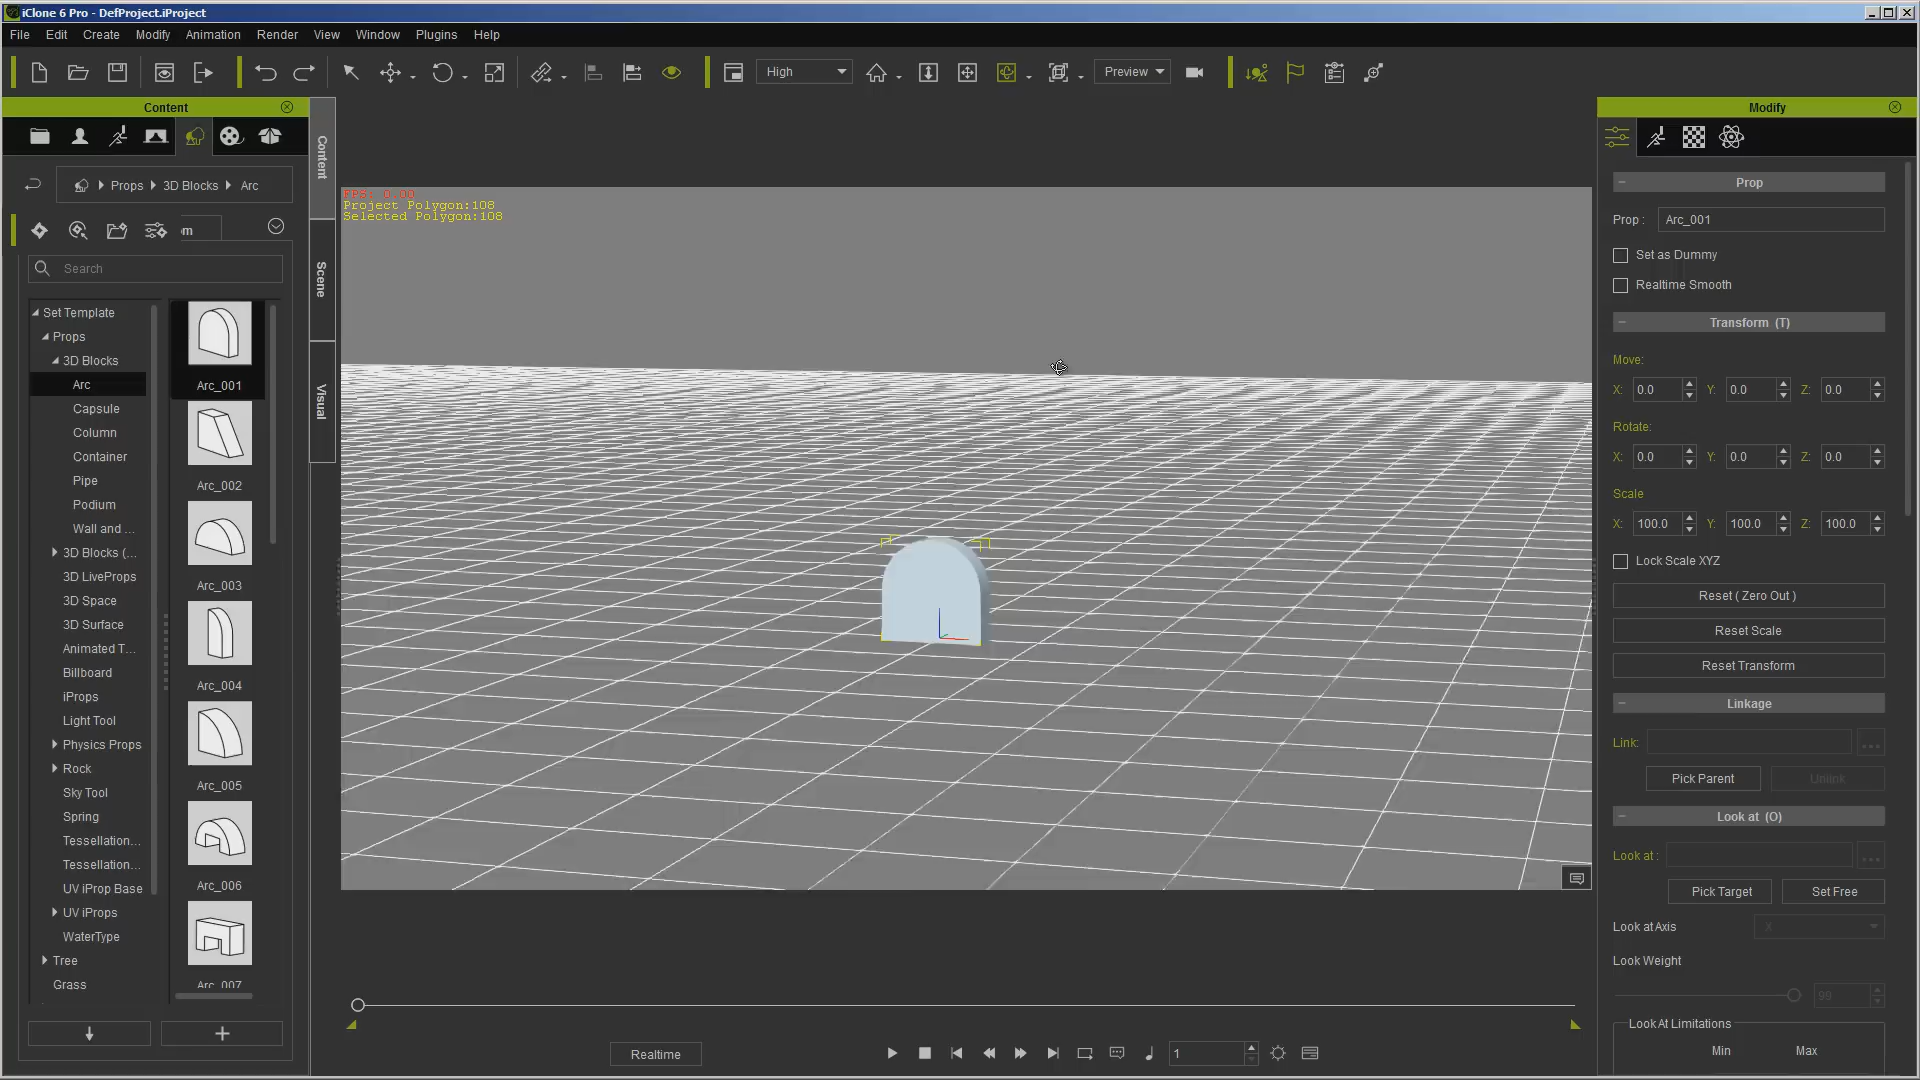 iClone 6 Pro - DefProject.iProject
File Edit Create Modify Animation Render View Window Plugins Help
High
Preview
Content
Props 3D Blocks Arc
Search
Set Template
Props
3D Blocks
Arc
Capsule
Column
Container
Pipe
Podium
Wall and ...
3D Blocks (...
3D LiveProps
3D Space
3D Surface
Animated T...
Billboard
iProps
Light Tool
Physics Props
Rock
Sky Tool
Spring
Tessellation...
Tessellation...
UV iProp Base
UV iProps
WaterType
Tree
Grass
Arc_001
Arc_002
Arc_003
Arc_004
Arc_005
Arc_006
Arc_007
Content
Scene
Visual
FPS: 0.00
Project Polygon:108
Selected Polygon:108
Realtime
1
Modify
Prop
Prop : Arc_001
Set as Dummy
Realtime Smooth
Transform (T)
Move:
X: 0.0 Y: 0.0 Z: 0.0
Rotate:
X: 0.0 Y: 0.0 Z: 0.0
Scale
X: 100.0 Y: 100.0 Z: 100.0
Lock Scale XYZ
Reset ( Zero Out )
Reset Scale
Reset Transform
Linkage
Link: ...
Pick Parent Unlink
Look at (O)
Look at : ...
Pick Target Set Free
Look at Axis X
Look Weight
99
Look At Limitations
Min Max